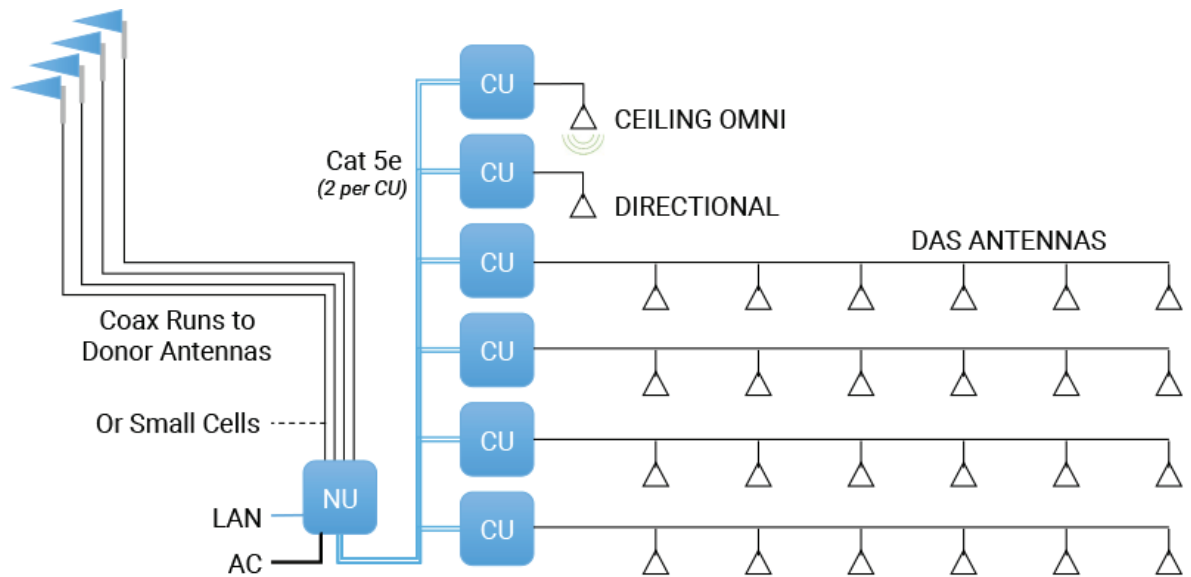 CU
CEILING OMNI
Cat 5e
(2 per CU)
CU
DIRECTIONAL
DAS ANTENNAS
CU
Coax Runs to
Donor Antennas
CU
Or Small Cells
CU
NU
LAN
CU
AC